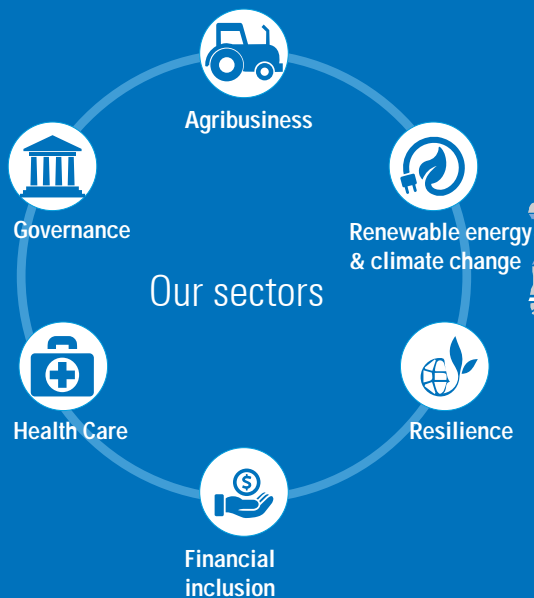 Agribusiness
Governance
Renewable energy
& climate change
Our sectors
Health Care
Resilience
$
Financial
inclusion